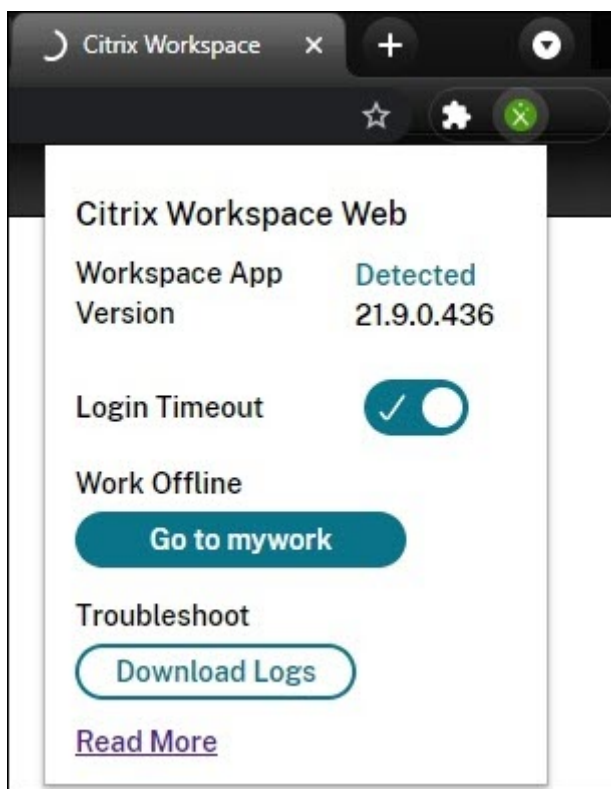 Citrix Workspace
Citrix Workspace Web
Workspace App Detected
Version 21.9.0.436
Login Timeout
Work Offline
Go to mywork
Troubleshoot
Download Logs
Read More